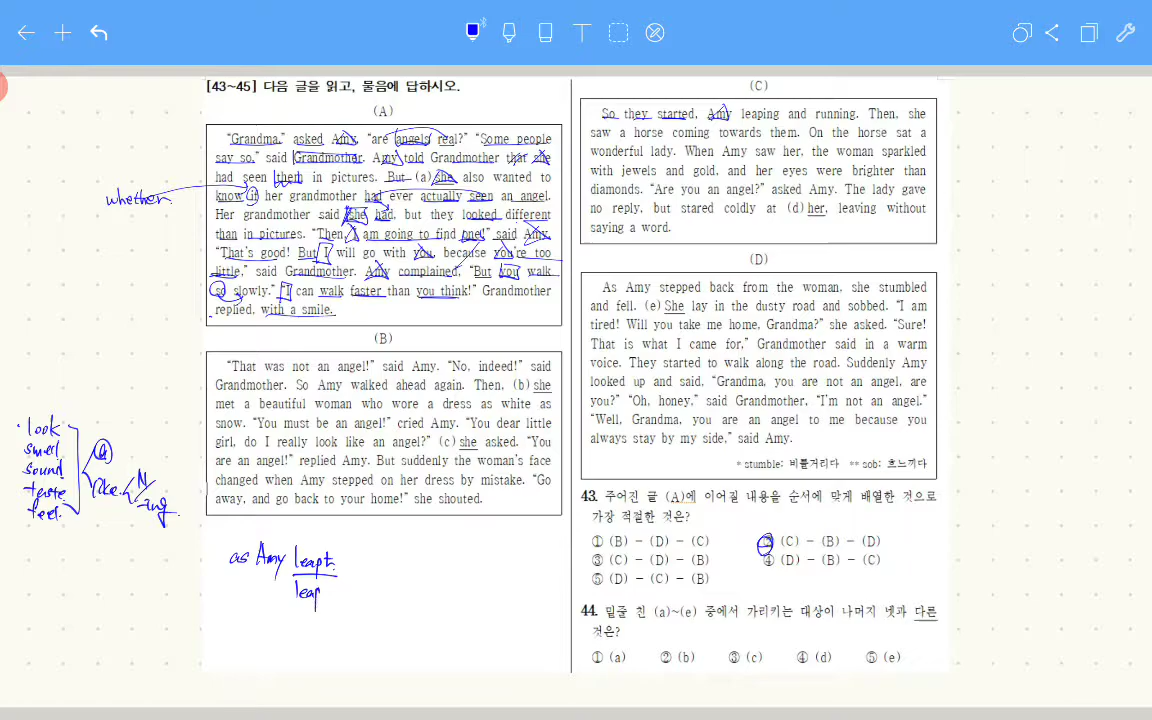 [43~45] 다음 글을 읽고, 물음에 답하시오.
(A)
“Grandma,” asked Amy, “are angels real?” “Some people
say so,” said Grandmother. Amy told Grandmother that she
had seen them in pictures. But (a) she also wanted to
know if her grandmother had ever actually seen an angel.
Her grandmother said she had, but they looked different
than in pictures. “Then, I am going to find one!” said Amy.
“That's good! But I will go with you, because you're too
little,” said Grandmother. Amy complained, “But you walk
so slowly.” “I can walk faster than you think!” Grandmother
replied, with a smile.
whether
(B)
“That was not an angel!” said Amy. “No, indeed!” said
Grandmother. So Amy walked ahead again. Then, (b) she
met a beautiful woman who wore a dress as white as
snow. “You must be an angel!” cried Amy. “You dear little
girl, do I really look like an angel?” (c) she asked. “You
are an angel!” replied Amy. But suddenly the woman's face
changed when Amy stepped on her dress by mistake. “Go
away, and go back to your home!” she shouted.
look
smell
sound
taste
feel
like
N
-ing
as Amy leapt
leap
(C)
So they started, Amy leaping and running. Then, she
saw a horse coming towards them. On the horse sat a
wonderful lady. When Amy saw her, the woman sparkled
with jewels and gold, and her eyes were brighter than
diamonds. “Are you an angel?” asked Amy. The lady gave
no reply, but stared coldly at (d) her, leaving without
saying a word.
(D)
As Amy stepped back from the woman, she stumbled
and fell. (e) She lay in the dusty road and sobbed. “I am
tired! Will you take me home, Grandma?” she asked. “Sure!
That is what I came for,” Grandmother said in a warm
voice. They started to walk along the road. Suddenly Amy
looked up and said, “Grandma, you are not an angel, are
you?” “Oh, honey,” said Grandmother, “I'm not an angel.”
“Well, Grandma, you are an angel to me because you
always stay by my side,” said Amy.
* stumble: 비틀거리다 ** sob: 흐느끼다
43. 주어진 글 (A)에 이어질 내용을 순서에 맞게 배열한 것으로
가장 적절한 것은?
① (B) - (D) - (C) ② (C) - (B) - (D)
③ (C) - (D) - (B) ④ (D) - (B) - (C)
⑤ (D) - (C) - (B)
44. 밑줄 친 (a)~(e) 중에서 가리키는 대상이 나머지 넷과 다른
것은?
① (a) ② (b) ③ (c) ④ (d) ⑤ (e)